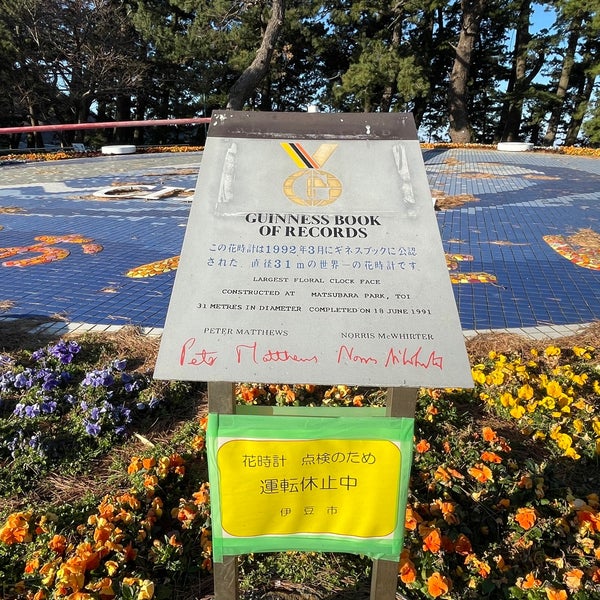 GUINNESS BOOK
OF RECORDS
この花時計は1992年3月にギネスブックに公認
された、直径31mの世界一の花時計です.
LARGEST FLORAL CLOCK FACE
CONSTRUCTED AT MATSUBARA PARK, TOI
31 METRES IN DIAMETER COMPLETED ON 18 JUNE 1991
PETER MATTHEWS NORRIS McWHIRTER
Peter Matthews Norris McWhirter
花時計 点検のため
運転休止中
伊豆市